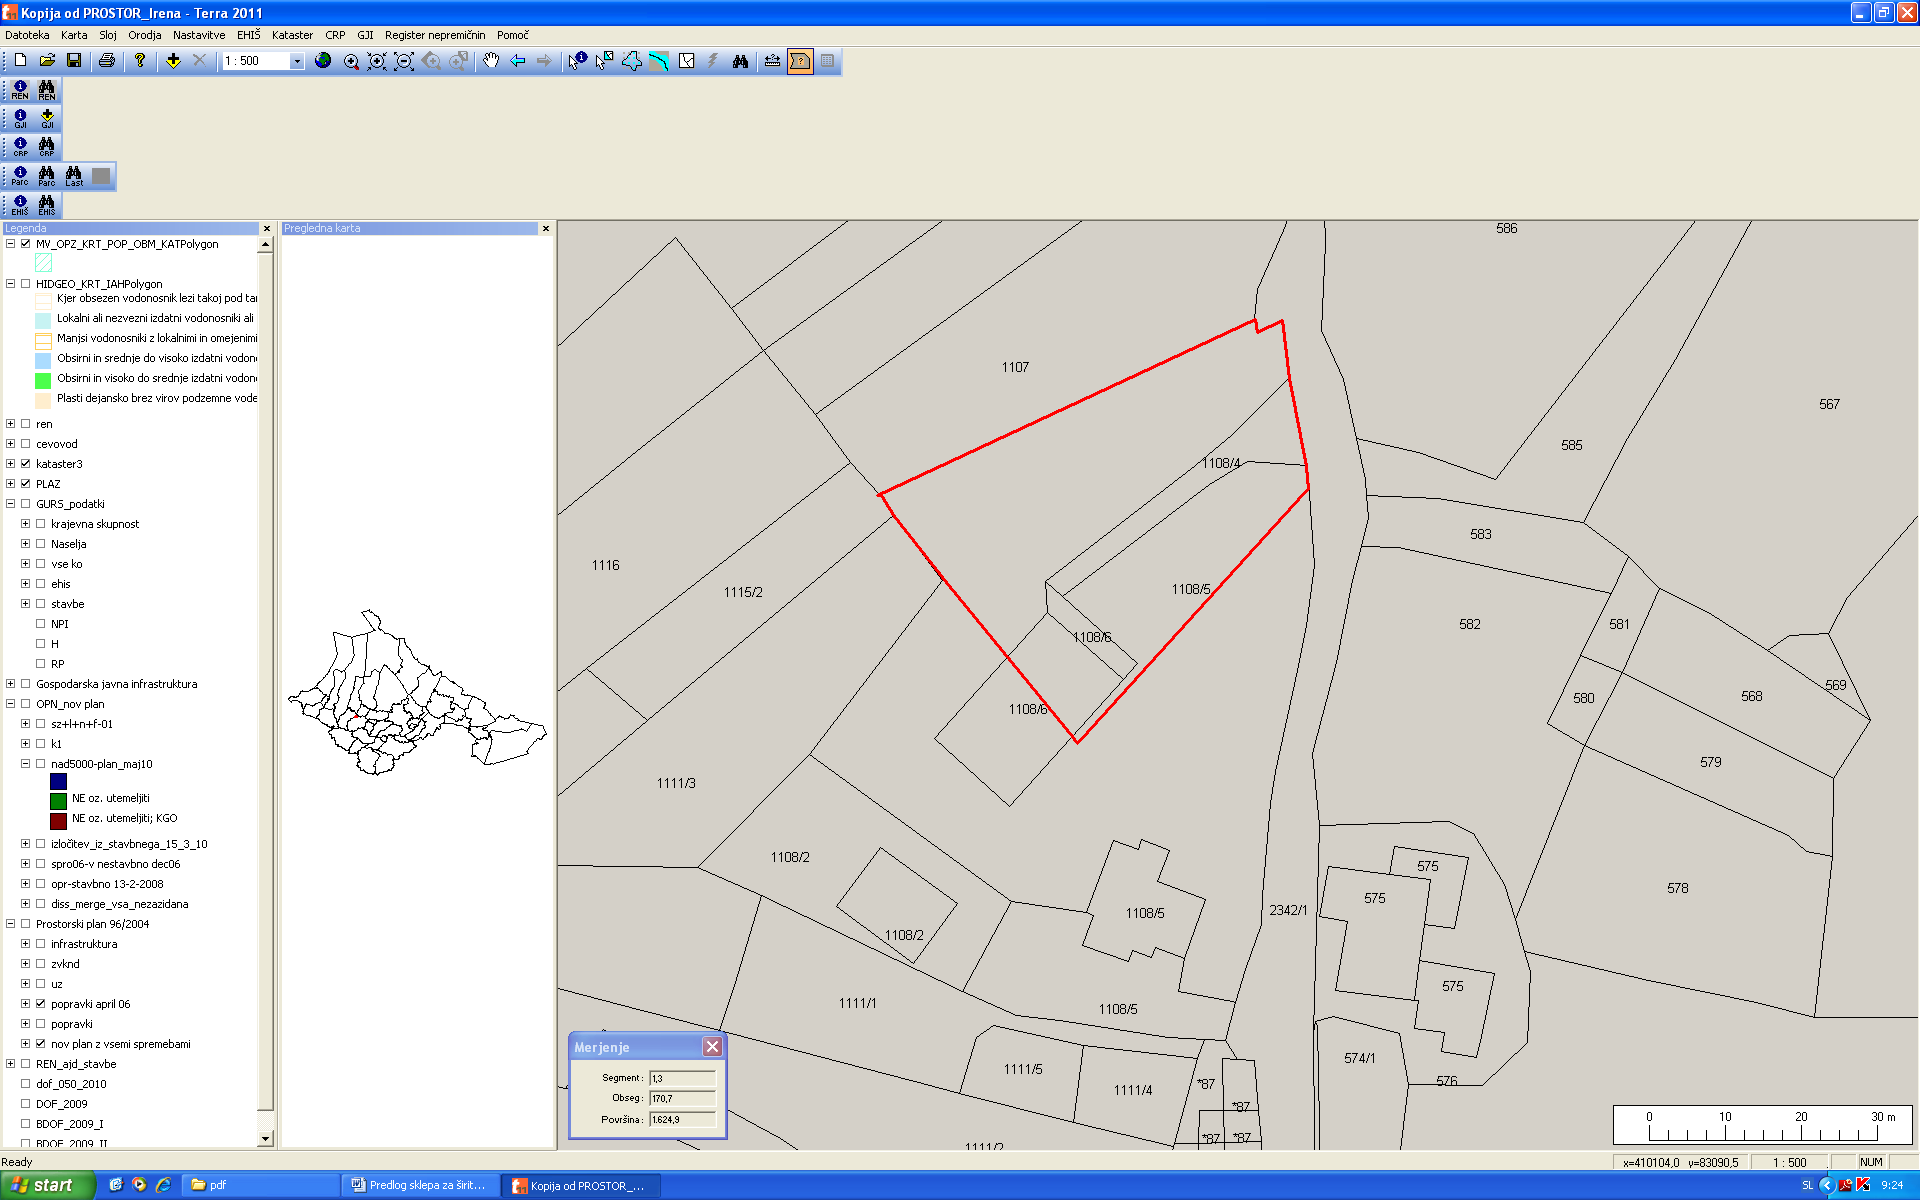 Kopija od PROSTOR_Irena - Terra 2011
Datoteka Karta Sloj Orodja Nastavitve EHIŠ Kataster CRP GJI Register nepremičnin Pomoč
1 : 500
REN REN
GJI GJI
CRP CRP
Parc Parc Last
EHIŠ EHIS
Legenda
MV_OPZ_KRT_POP_OBM_KATPolygon
HIDGEO_KRT_IAHPolygon
Kjer obsezen vodonosnik lezi takoj pod tar
Lokalni ali nezvezni izdatni vodonosniki ali
Manjsi vodonosniki z lokalnimi in omejenimi
Obsirni in srednje do visoko izdatni vodono
Obsirni in visoko do srednje izdatni vodono
Plasti dejansko brez virov podzemne vode
ren
cevovod
kataster3
PLAZ
GURS_podatki
krajevna skupnost
Naselja
vse ko
ehis
stavbe
NPI
H
RP
Gospodarska javna infrastruktura
OPN_nov plan
sz+l+n+f-01
k1
nad5000-plan_maj10
NE oz. utemeljiti
NE oz. utemeljiti; KGO
izločitev_iz_stavbnega_15_3_10
spro06-v nestavbno dec06
opr-stavbno 13-2-2008
diss_merge_vsa_nezazidana
Prostorski plan 96/2004
infrastruktura
zvknd
uz
popravki april 06
popravki
nov plan z vsemi spremebami
REN_ajd_stavbe
dof_050_2010
DOF_2009
BDOF_2009_I
BDOF_2009_II
Pregledna karta
586
1107
567
585
1108/4
583
1116
1115/2
1108/5
582
581
1108/6
569
568
580
1108/6
579
1111/3
1108/2
575
578
575
1108/5
2342/1
1108/2
575
1111/1
1108/5
574/1
1111/5
576
*87
1111/4
*87
*87
*87
1111/2
Merjenje
Segment : 1,3
Obseg : 170,7
Površina : 1.624,9
0 10 20 30 m
Ready
x=410104,0 y=83090,5 1 : 500 NUM
start
pdf
Predlog sklepa za širit...
Kopija od PROSTOR_...
SL
9:24